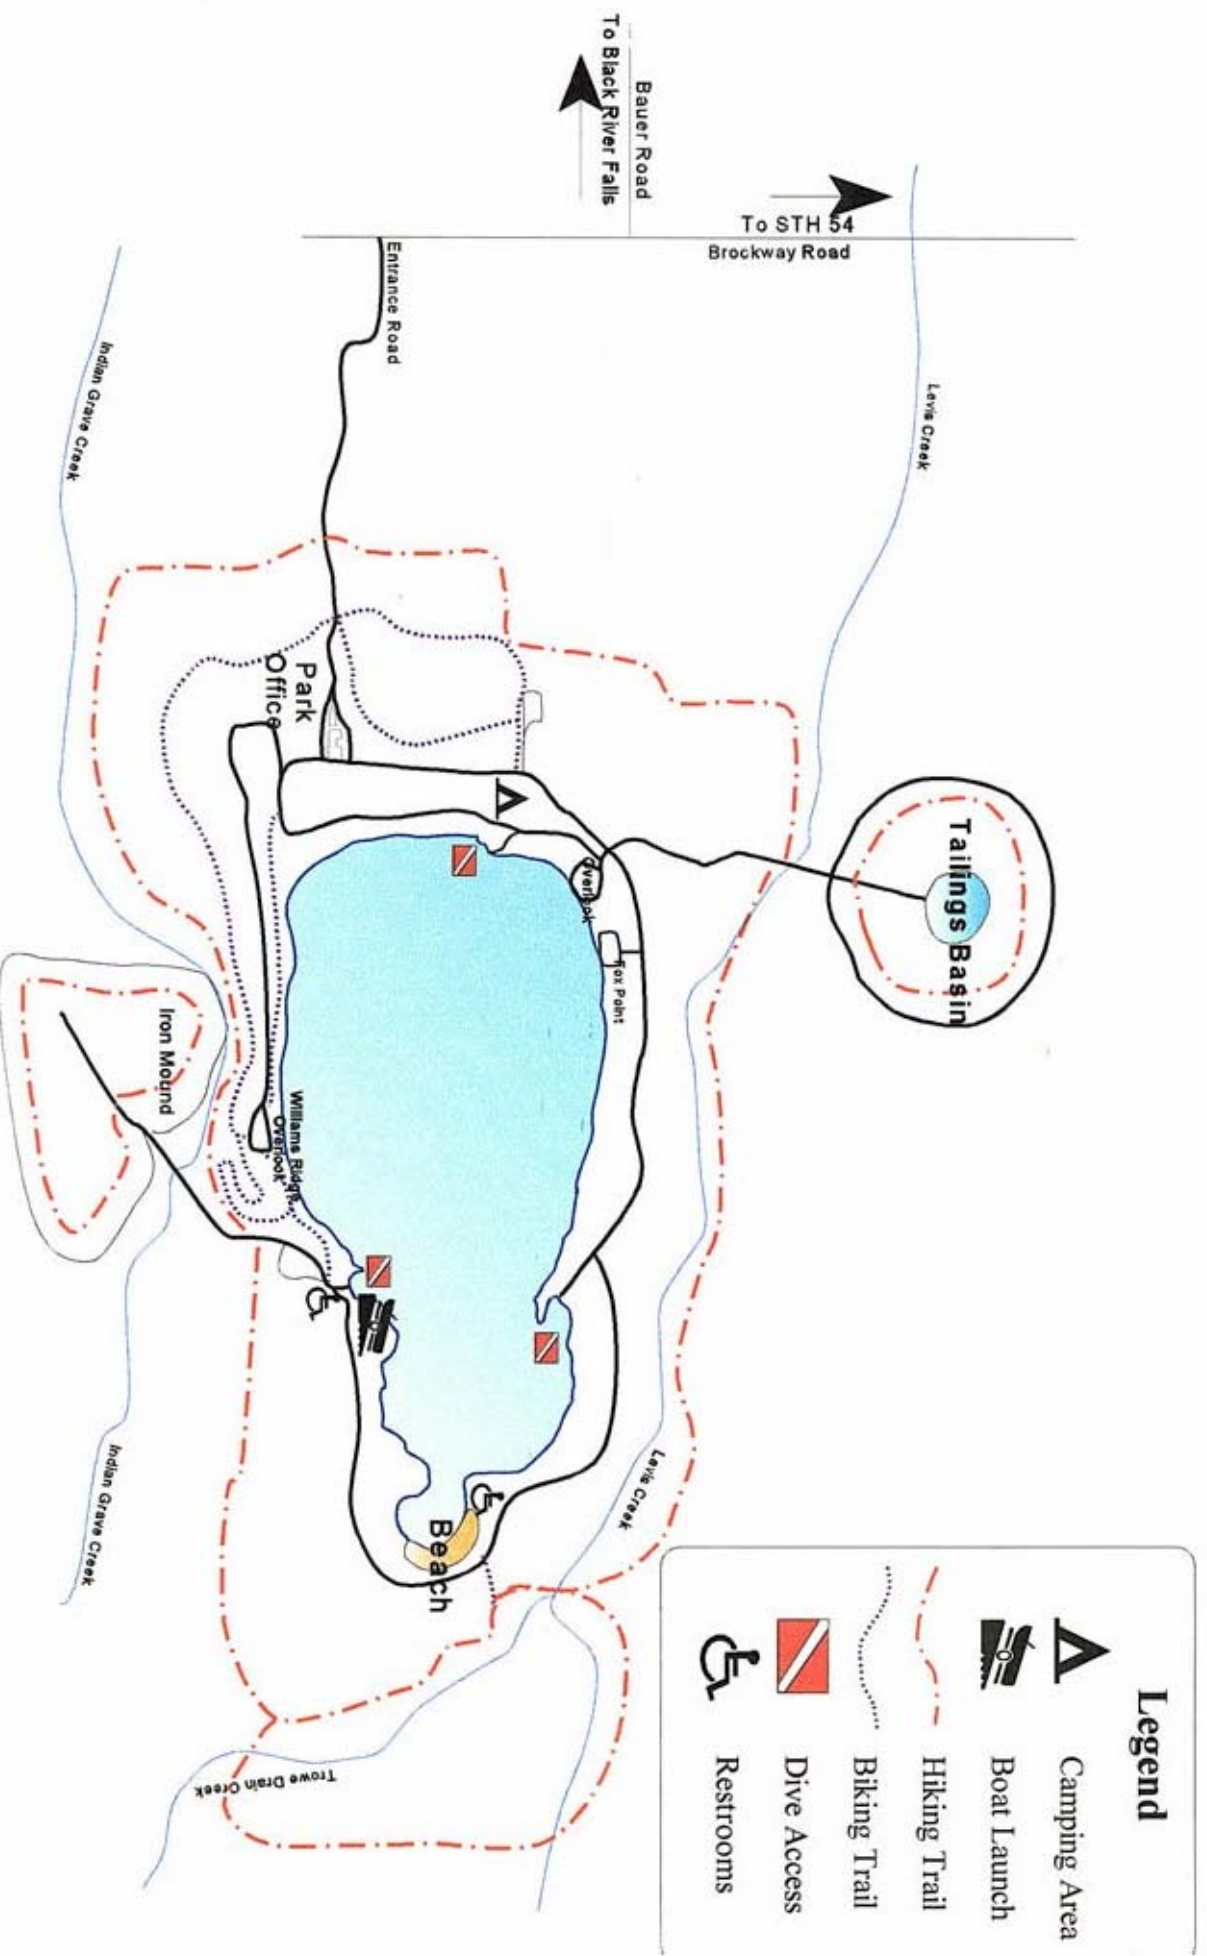 To Black River Falls
Bauer Road
To STH 54
Brockway Road
Entrance Road
Levis Creek
Indian Grave Creek
Park
Office
Tailings Basin
Overlook
Fox Point
Iron Mound
Williams Ridge
Overlook
Beach
Levis Creek
Indian Grave Creek
Trowe Drain Creek
Legend
Camping Area
Boat Launch
Hiking Trail
Biking Trail
Dive Access
Restrooms